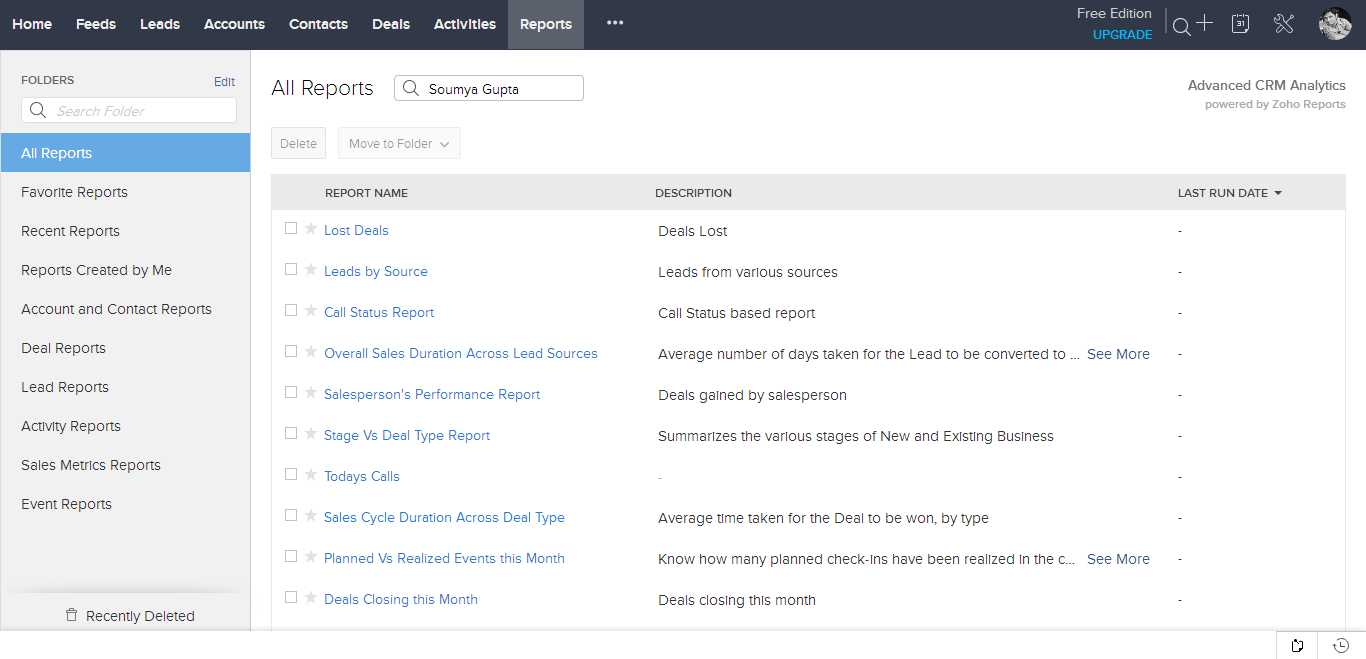 Home Feeds Leads Accounts Contacts Deals Activities Reports ••• Free Edition
UPGRADE
31
FOLDERS Edit
Search Folder
All Reports
Favorite Reports
Recent Reports
Reports Created by Me
Account and Contact Reports
Deal Reports
Lead Reports
Activity Reports
Sales Metrics Reports
Event Reports
Recently Deleted
All Reports Soumya Gupta
Advanced CRM Analytics
powered by Zoho Reports
Delete Move to Folder
REPORT NAME DESCRIPTION LAST RUN DATE
Lost Deals Deals Lost -
Leads by Source Leads from various sources -
Call Status Report Call Status based report -
Overall Sales Duration Across Lead Sources Average number of days taken for the Lead to be converted to ... See More -
Salesperson's Performance Report Deals gained by salesperson -
Stage Vs Deal Type Report Summarizes the various stages of New and Existing Business -
Todays Calls - -
Sales Cycle Duration Across Deal Type Average time taken for the Deal to be won, by type -
Planned Vs Realized Events this Month Know how many planned check-ins have been realized in the c... See More -
Deals Closing this Month Deals closing this month -